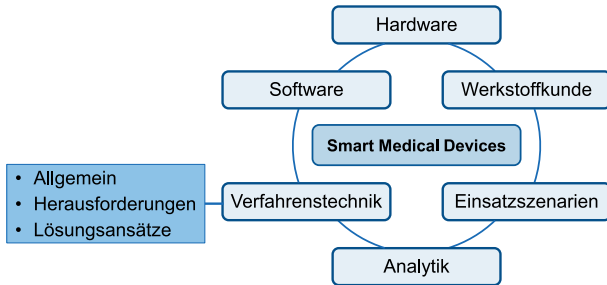 Hardware
Software
Werkstoffkunde
Smart Medical Devices
• Allgemein
• Herausforderungen
• Lösungsansätze
Verfahrenstechnik
Einsatzszenarien
Analytik